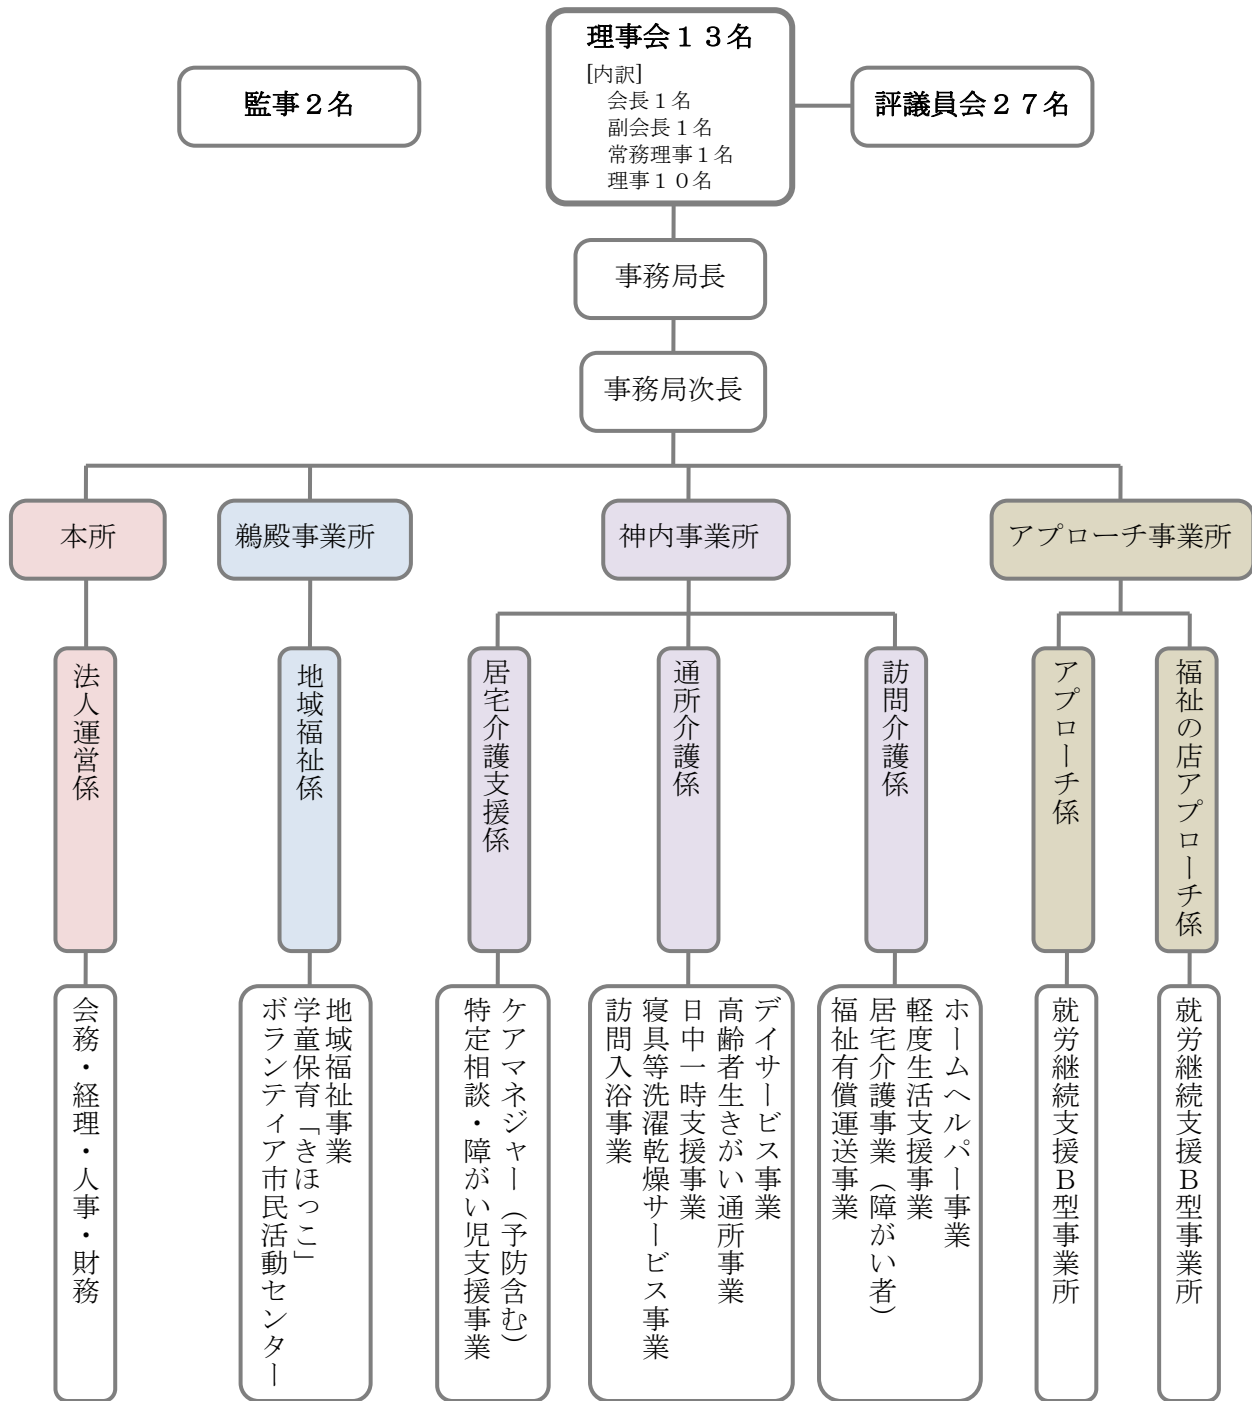 理事会１３名
[内訳]
会長１名
副会長１名
常務理事１名
理事１０名
監事２名
評議員会２７名
事務局長
事務局次長
本所
鵜殿事業所
神内事業所
アプローチ事業所
法人運営係
地域福祉係
居宅介護支援係
通所介護係
訪問介護係
アプローチ係
福祉の店アプローチ係
会務・経理・人事・財務
地域福祉事業
学童保育「きほっこ」
ボランティア市民活動センター
ケアマネジャー（予防含む）
特定相談・障がい児支援事業
デイサービス事業
高齢者生きがい通所事業
日中一時支援事業
寝具等洗濯乾燥サービス事業
訪問入浴事業
ホームヘルパー事業
軽度生活支援事業
居宅介護事業（障がい者）
福祉有償運送事業
就労継続支援Ｂ型事業所
就労継続支援Ｂ型事業所